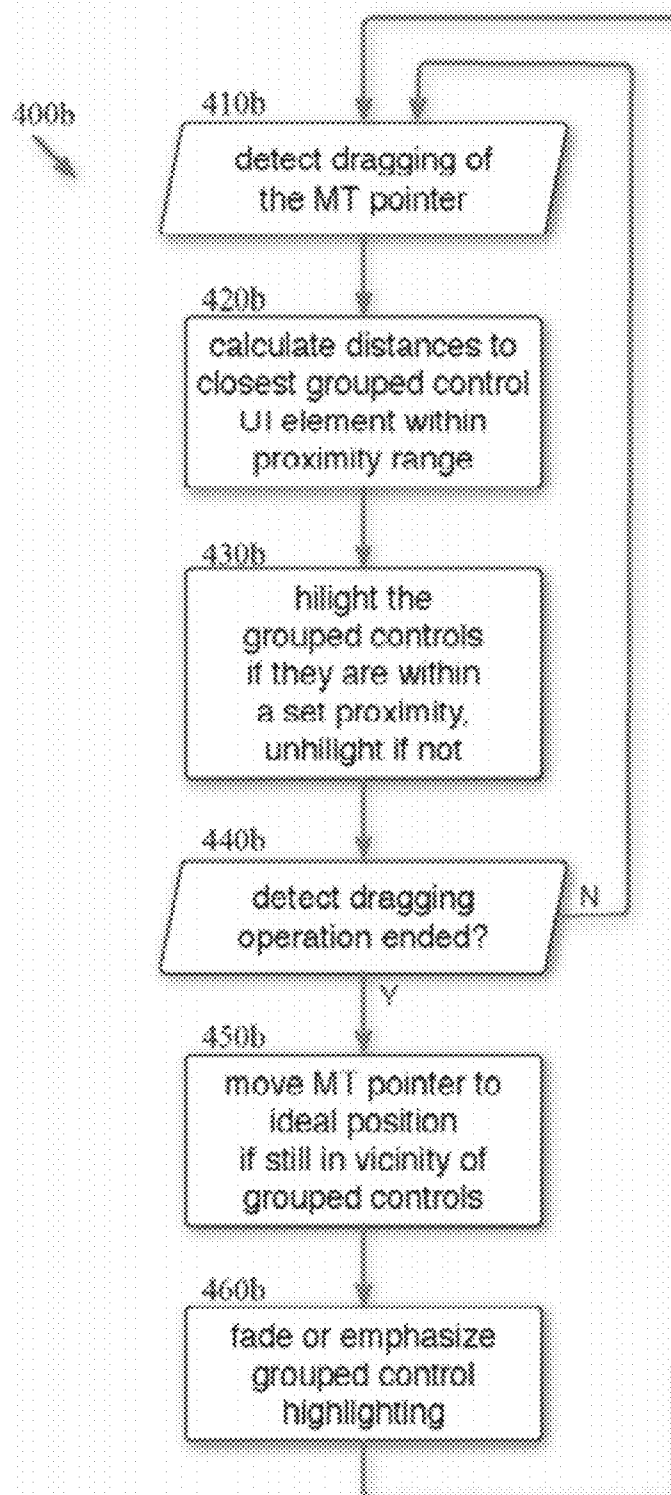 400b
410b
detect dragging of
the MT pointer
420b
calculate distances to
closest grouped control
UI element within
proximity range
430b
hilight the
grouped controls
if they are within
a set proximity,
unhilight if not
440b
detect dragging
operation ended?
N
Y
450b
move MT pointer to
ideal position
if still in vicinity of
grouped controls
460b
fade or emphasize
grouped control
highlighting